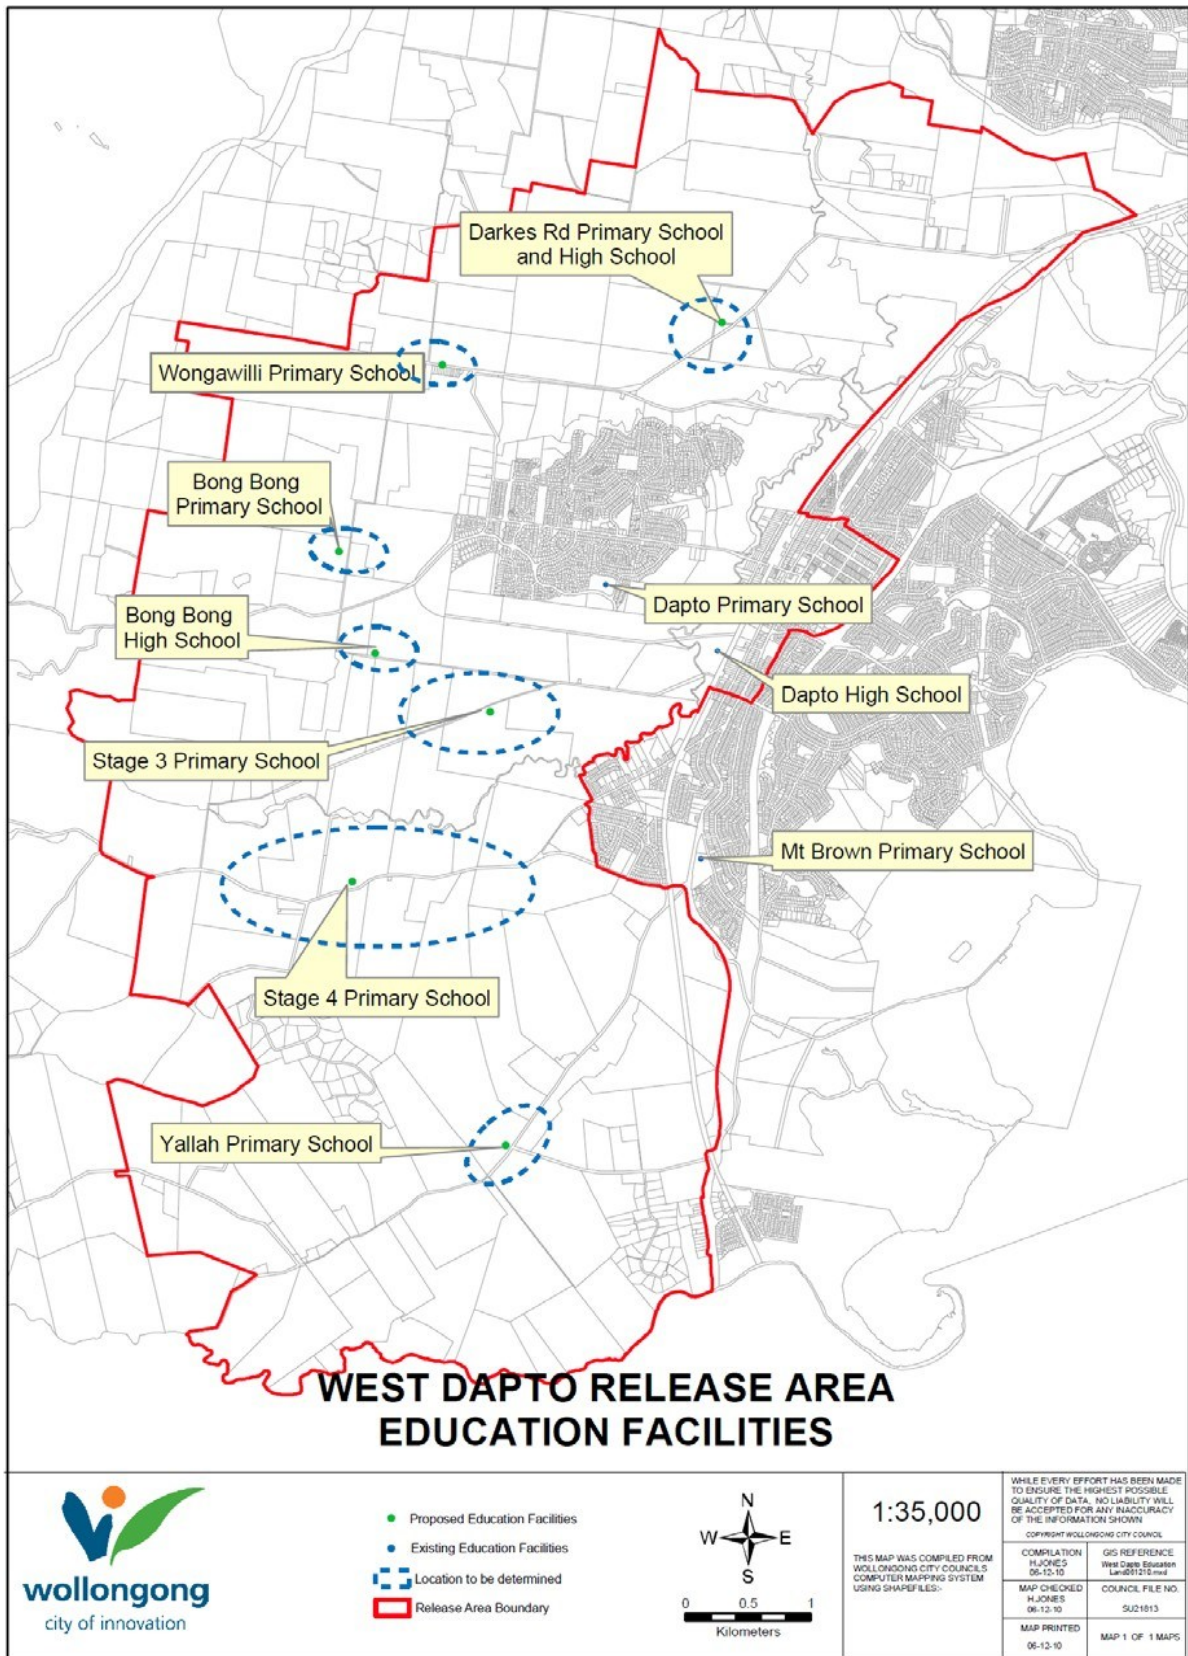 Darkes Rd Primary School
and High School
Wongawilli Primary School
Bong Bong
Primary School
Dapto Primary School
Bong Bong
High School
Dapto High School
Stage 3 Primary School
Mt Brown Primary School
Stage 4 Primary School
Yallah Primary School
WEST DAPTO RELEASE AREA
EDUCATION FACILITIES
wollongong
city of innovation
Proposed Education Facilities
Existing Education Facilities
Location to be determined
Release Area Boundary
N
W E
S
0 0.5 1
Kilometers
1:35,000
THIS MAP WAS COMPILED FROM
WOLLONGONG CITY COUNCILS
COMPUTER MAPPING SYSTEM
USING SHAPEFILES:-
WHILE EVERY EFFORT HAS BEEN MADE
TO ENSURE THE HIGHEST POSSIBLE
QUALITY OF DATA, NO LIABILITY WILL
BE ACCEPTED FOR ANY INACCURACY
OF THE INFORMATION SHOWN
COPYRIGHT WOLLONGONG CITY COUNCIL
COMPILATION
H.JONES
06-12-10
GIS REFERENCE
West Dapto Education
Land081210.mxd
MAP CHECKED
H.JONES
06-12-10
COUNCIL FILE NO.
SU21813
MAP PRINTED
06-12-10
MAP 1 OF 1 MAPS